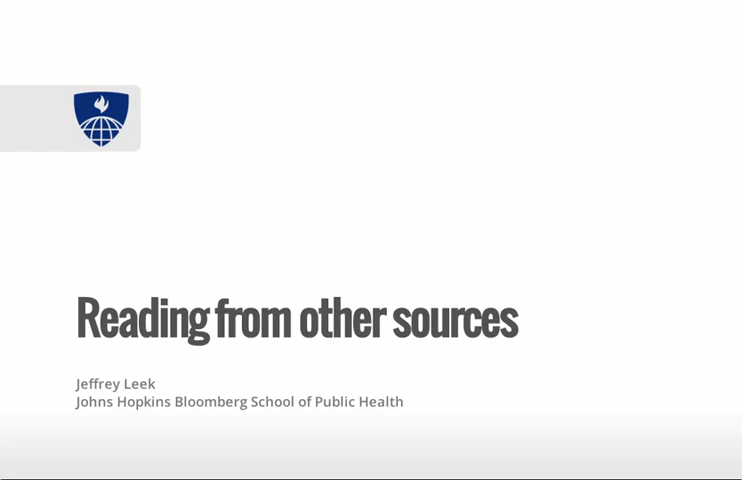 Reading from other sources
Jeffrey Leek
Johns Hopkins Bloomberg School of Public Health